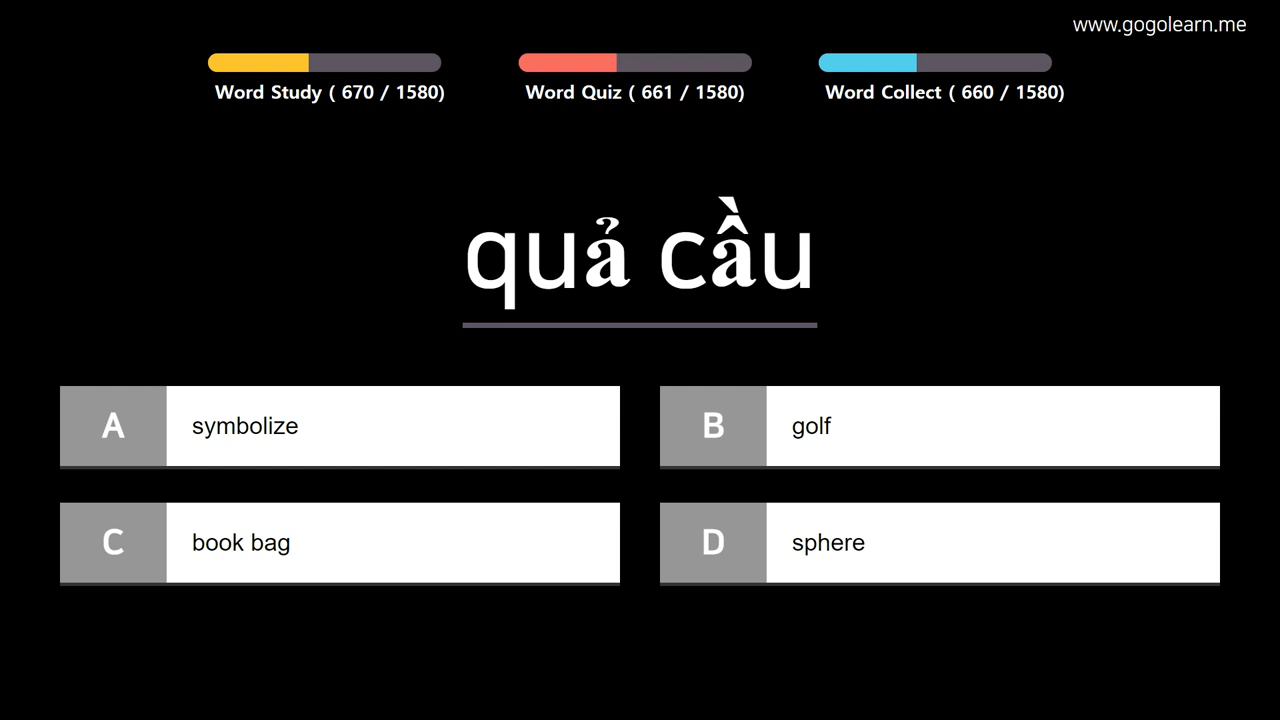 www.gogolearn.me
Word Study ( 670 / 1580)
Word Quiz ( 661 / 1580)
Word Collect ( 660 / 1580)
quả cầu
A symbolize
B golf
C book bag
D sphere